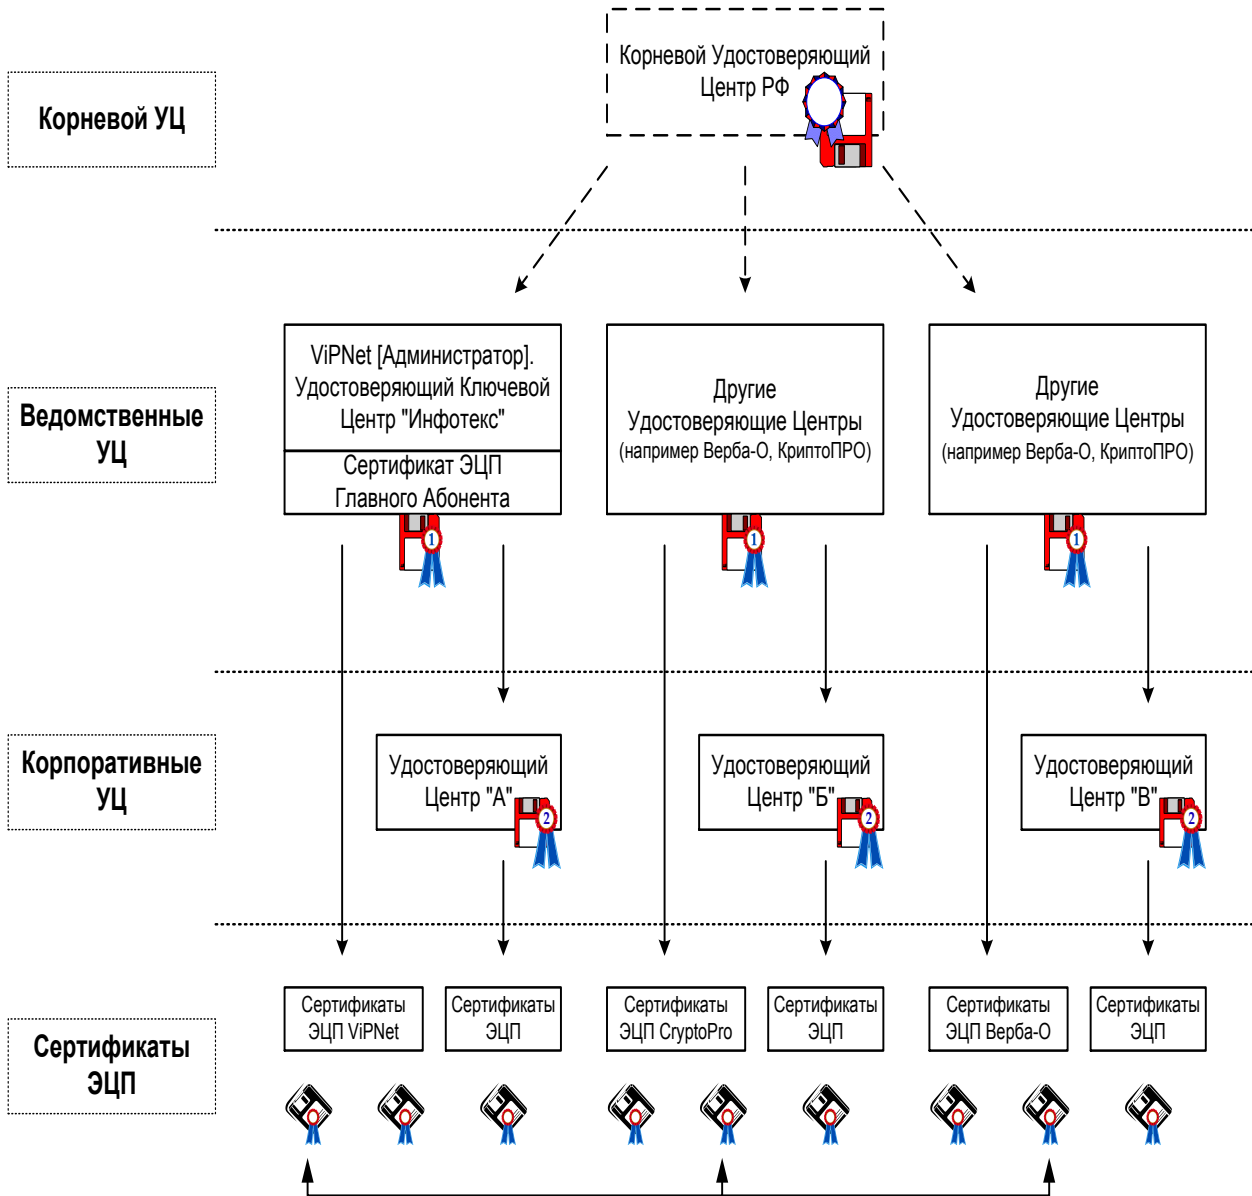 Корневой УЦ
Корневой Удостоверяющий
Центр РФ
Ведомственные
УЦ
ViPNet [Администратор].
Удостоверяющий Ключевой
Центр "Инфотекс"
Сертификат ЭЦП
Главного Абонента
1
Другие
Удостоверяющие Центры
(например Верба-О, КриптоПРО)
1
Другие
Удостоверяющие Центры
(например Верба-О, КриптоПРО)
1
Корпоративные
УЦ
Удостоверяющий
Центр "А"
2
Удостоверяющий
Центр "Б"
2
Удостоверяющий
Центр "В"
2
Сертификаты
ЭЦП
Сертификаты
ЭЦП ViPNet
Сертификаты
ЭЦП
Сертификаты
ЭЦП CryptoPro
Сертификаты
ЭЦП
Сертификаты
ЭЦП Верба-О
Сертификаты
ЭЦП